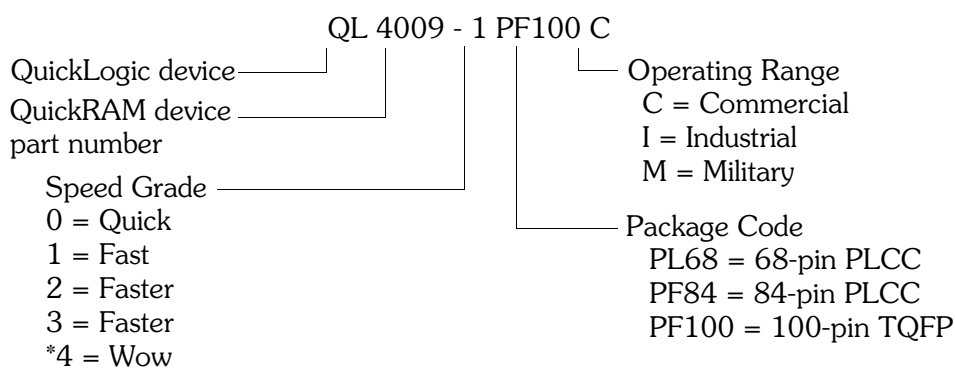 QL 4009 - 1 PF100 C
QuickLogic device
QuickRAM device
part number
Speed Grade
0 = Quick
1 = Fast
2 = Faster
3 = Faster
*4 = Wow
Operating Range
C = Commercial
I = Industrial
M = Military
Package Code
PL68 = 68-pin PLCC
PF84 = 84-pin PLCC
PF100 = 100-pin TQFP